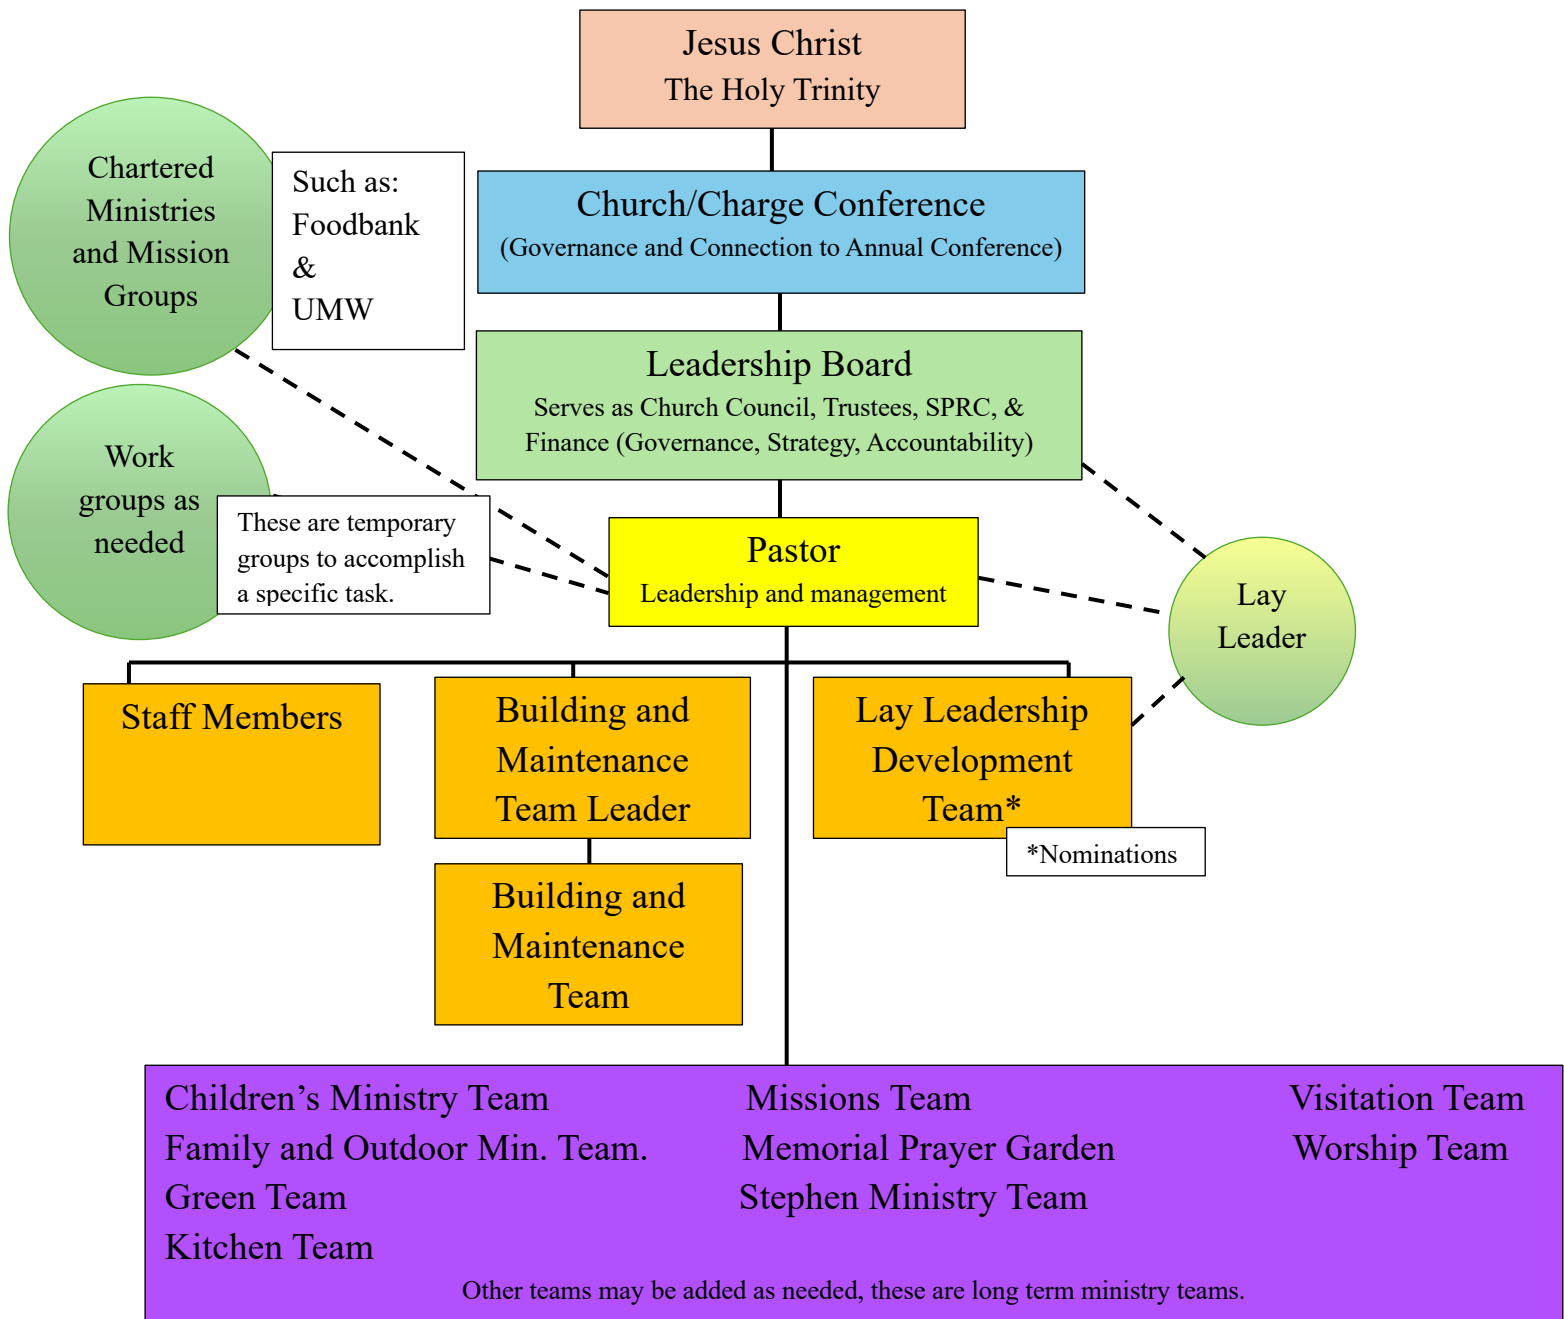 Jesus Christ
The Holy Trinity
Chartered
Ministries
and Mission
Groups
Such as:
Foodbank
&
UMW
Church/Charge Conference
(Governance and Connection to Annual Conference)
Leadership Board
Serves as Church Council, Trustees, SPRC, &
Finance (Governance, Strategy, Accountability)
Work
groups as
needed
These are temporary
groups to accomplish
a specific task.
Pastor
Leadership and management
Lay
Leader
Staff Members
Building and
Maintenance
Team Leader
Lay Leadership
Development
Team*
*Nominations
Building and
Maintenance
Team
Children’s Ministry Team Missions Team Visitation Team
Family and Outdoor Min. Team. Memorial Prayer Garden Worship Team
Green Team Stephen Ministry Team
Kitchen Team
Other teams may be added as needed, these are long term ministry teams.